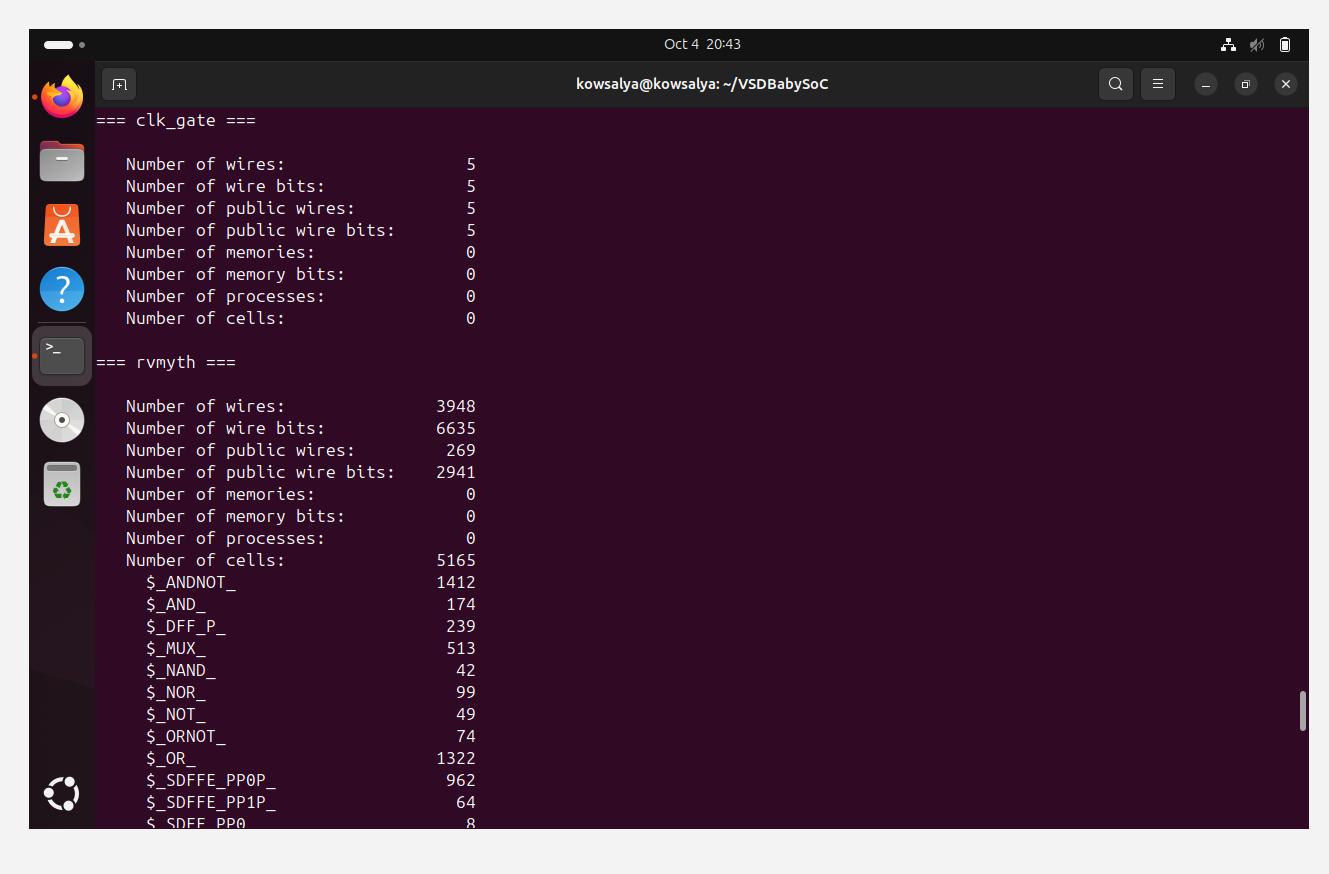 Oct 4 20:43
kowsalya@kowsalya: ~/VSDBabySoC
=== clk_gate ===
Number of wires: 5
Number of wire bits: 5
Number of public wires: 5
Number of public wire bits: 5
Number of memories: 0
Number of memory bits: 0
Number of processes: 0
Number of cells: 0
=== rvmyth ===
Number of wires: 3948
Number of wire bits: 6635
Number of public wires: 269
Number of public wire bits: 2941
Number of memories: 0
Number of memory bits: 0
Number of processes: 0
Number of cells: 5165
$_ANDNOT_ 1412
$_AND_ 174
$_DFF_P_ 239
$_MUX_ 513
$_NAND_ 42
$_NOR_ 99
$_NOT_ 49
$_ORNOT_ 74
$_OR_ 1322
$_SDFFE_PP0P_ 962
$_SDFFE_PP1P_ 64
$_SDFF_PP0_ 8